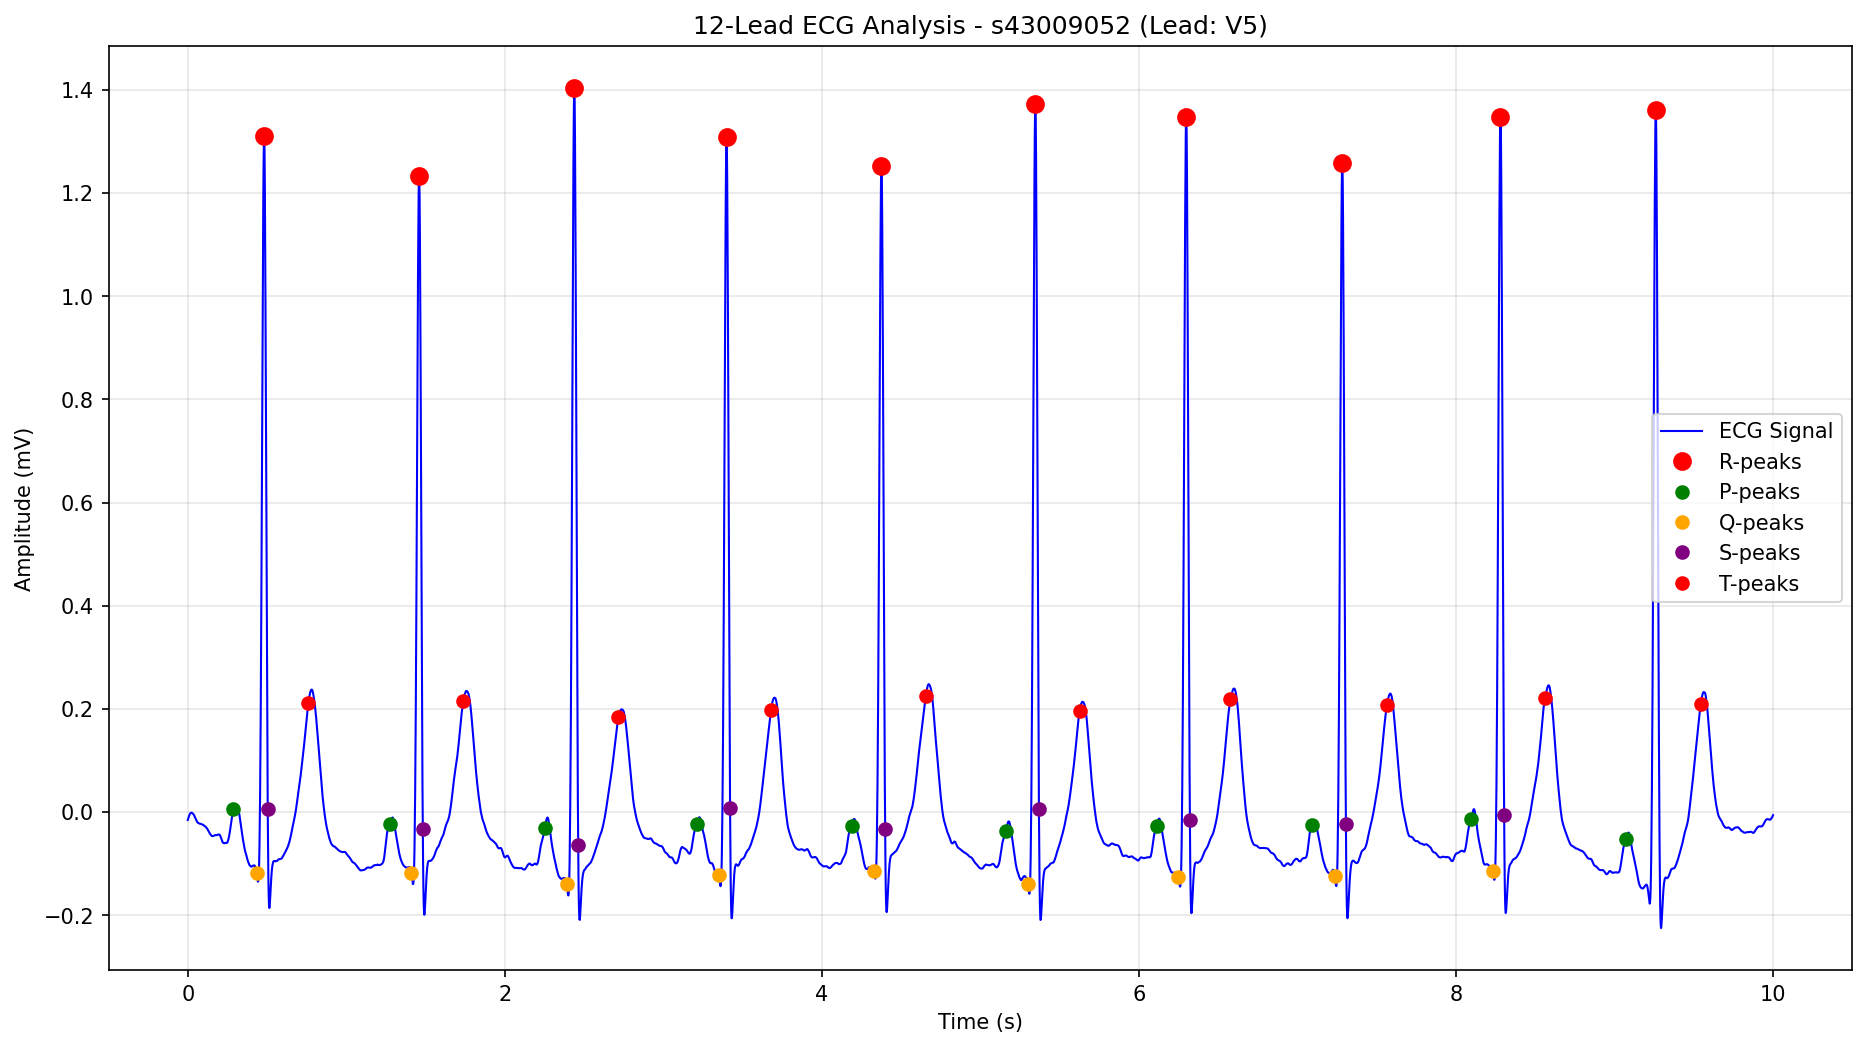 12-Lead ECG Analysis - s43009052 (Lead: V5)
Amplitude (mV)
1.4
1.2
1.0
0.8
0.6
0.4
0.2
0.0
−0.2
ECG Signal
R-peaks
P-peaks
Q-peaks
S-peaks
T-peaks
0 2 4 6 8 10
Time (s)